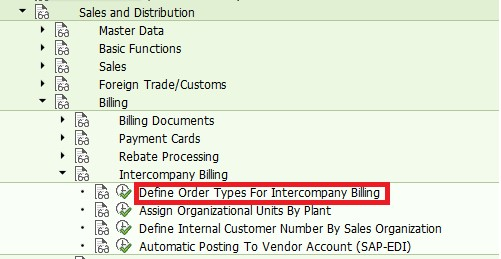 Sales and Distribution
Master Data
Basic Functions
Sales
Foreign Trade/Customs
Billing
Billing Documents
Payment Cards
Rebate Processing
Intercompany Billing
Define Order Types For Intercompany Billing
Assign Organizational Units By Plant
Define Internal Customer Number By Sales Organization
Automatic Posting To Vendor Account (SAP-EDI)